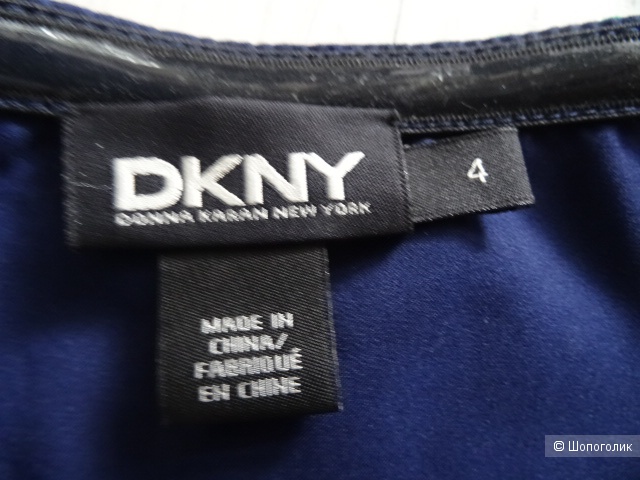 DKNY
DONNA KARAN NEW YORK
4
MADE IN
CHINA/
FABRIQUÉ
EN CHINE
© Шопоголик